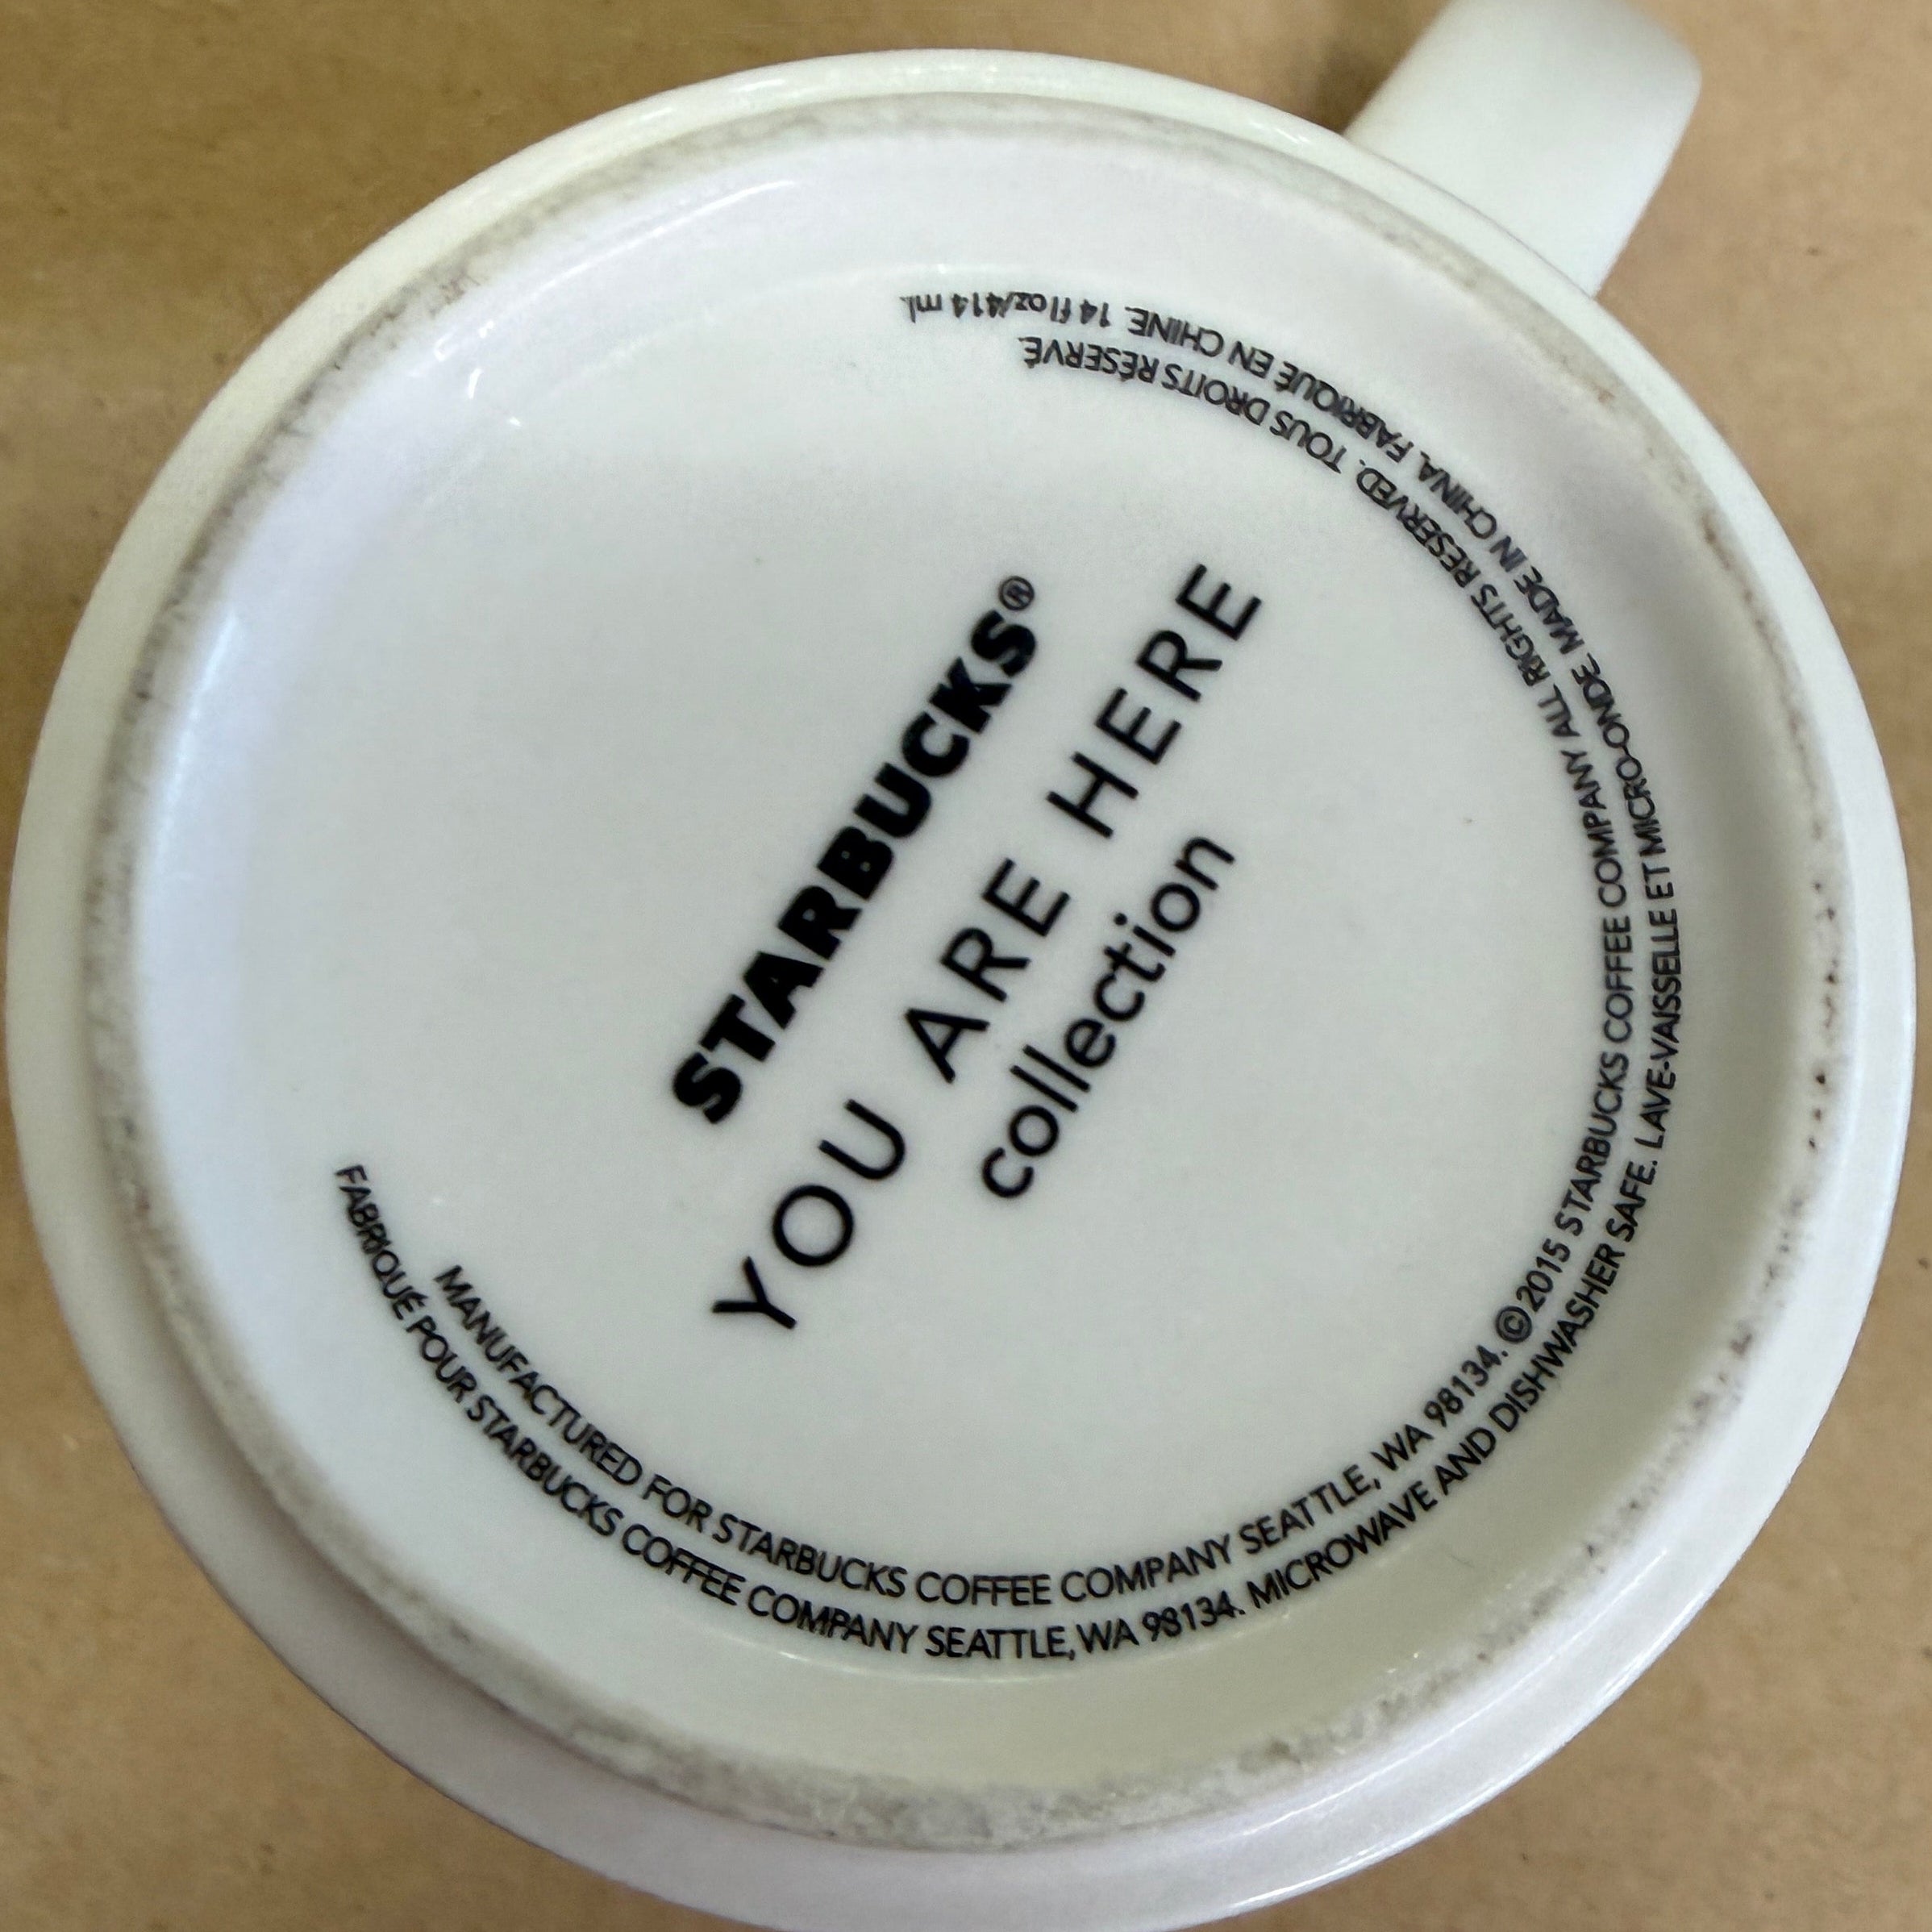 STARBUCKS®
YOU ARE HERE
collection
MANUFACTURED FOR STARBUCKS COFFEE COMPANY SEATTLE, WA 98134. ©2015 STARBUCKS COFFEE COMPANY ALL RIGHTS RESERVED. TOUS DROITS RÉSERVÉ
FABRIQUÉ POUR STARBUCKS COFFEE COMPANY SEATTLE, WA 98134. MICROWAVE AND DISHWASHER SAFE. LAVE-VAISSELLE ET MICRO-ONDE MADE IN CHINA. FABRIQUÉ EN CHINE. 14 fl oz/414 ml.